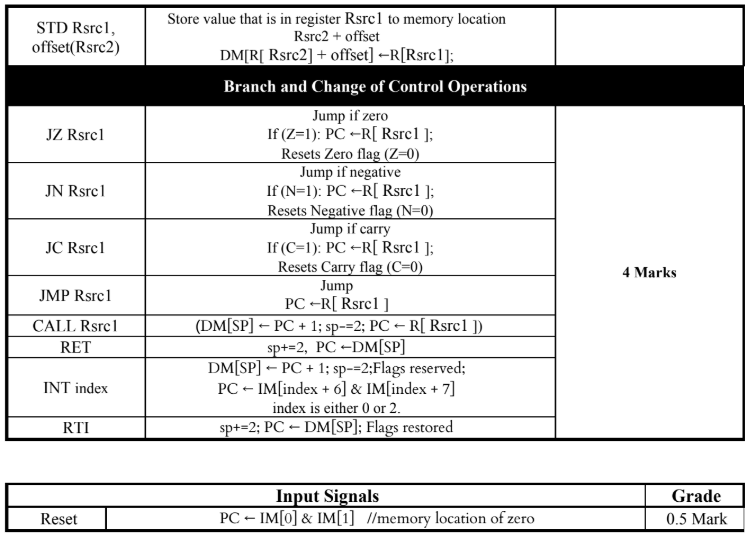 STD Rsrc1,
offset(Rsrc2)
Store value that is in register Rsrc1 to memory location
Rsrc2 + offset
DM[R[ Rsrc2] + offset] ←R[Rsrc1];
Branch and Change of Control Operations
JZ Rsrc1
Jump if zero
If (Z=1): PC ←R[ Rsrc1 ];
Resets Zero flag (Z=0)
4 Marks
JN Rsrc1
Jump if negative
If (N=1): PC ←R[ Rsrc1 ];
Resets Negative flag (N=0)
JC Rsrc1
Jump if carry
If (C=1): PC ←R[ Rsrc1 ];
Resets Carry flag (C=0)
JMP Rsrc1
Jump
PC ←R[ Rsrc1 ]
CALL Rsrc1
(DM[SP] ← PC + 1; sp-=2; PC ← R[ Rsrc1 ])
RET
sp+=2, PC ←DM[SP]
INT index
DM[SP] ← PC + 1; sp-=2;Flags reserved;
PC ← IM[index + 6] & IM[index + 7]
index is either 0 or 2.
RTI
sp+=2; PC ← DM[SP]; Flags restored
Input Signals
Grade
Reset
PC ← IM[0] & IM[1] //memory location of zero
0.5 Mark